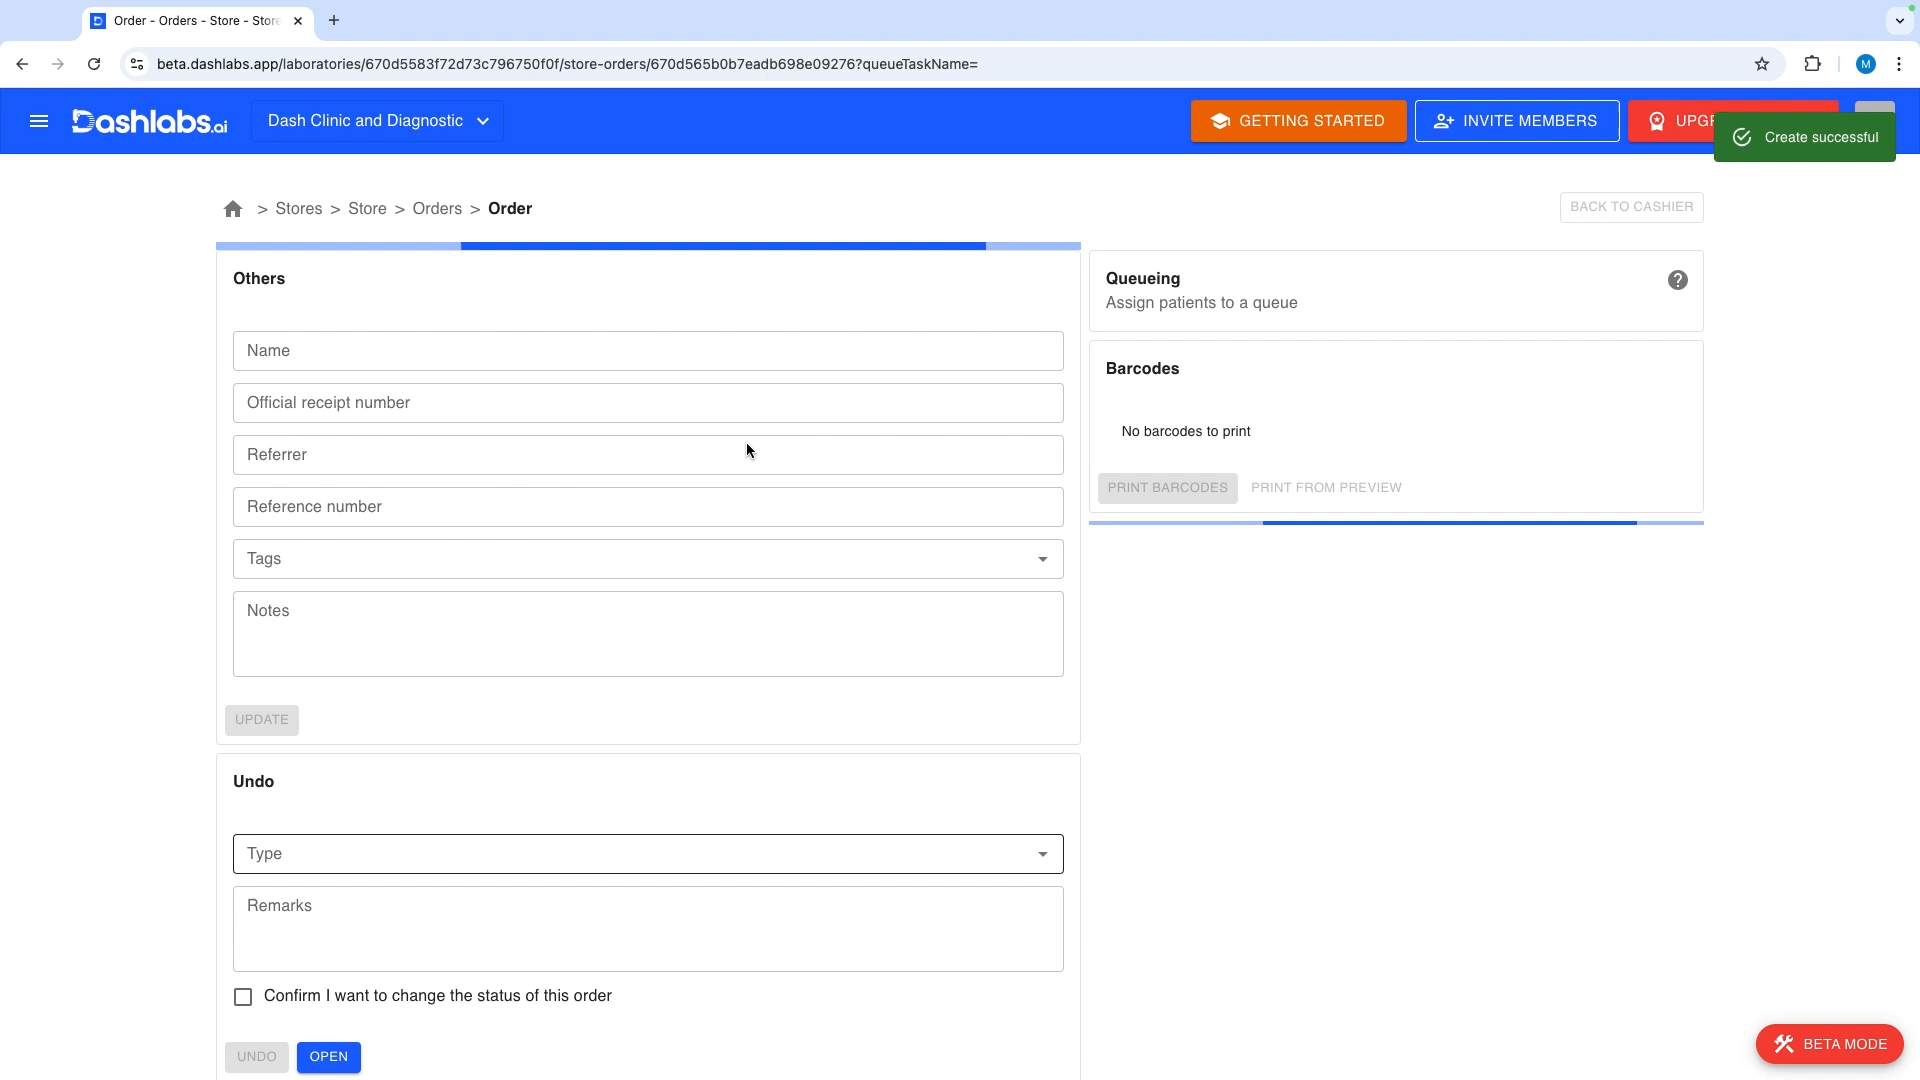 Order - Orders - Store - Store
beta.dashlabs.app/laboratories/670d5583f72d73c796750f0f/store-orders/670d565b0b7eadb698e09276?queueTaskName=
M
Dashlabs.ai
Dash Clinic and Diagnostic
GETTING STARTED
INVITE MEMBERS
UPGR
Create successful
> Stores > Store > Orders > Order
BACK TO CASHIER
Others
Name
Official receipt number
Referrer
Reference number
Tags
Notes
UPDATE
Undo
Type
Remarks
Confirm I want to change the status of this order
UNDO
OPEN
Queueing
Assign patients to a queue
Barcodes
No barcodes to print
PRINT BARCODES
PRINT FROM PREVIEW
BETA MODE